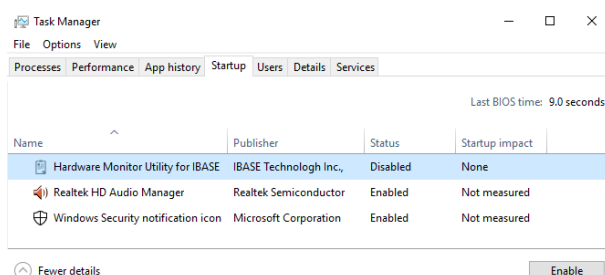 Task Manager
File Options View
Processes Performance App history Startup Users Details Services
Last BIOS time: 9.0 seconds
Name Publisher Status Startup impact
Hardware Monitor Utility for IBASE IBASE Technologh Inc., Disabled None
Realtek HD Audio Manager Realtek Semiconductor Enabled Not measured
Windows Security notification icon Microsoft Corporation Enabled Not measured
Fewer details Enable